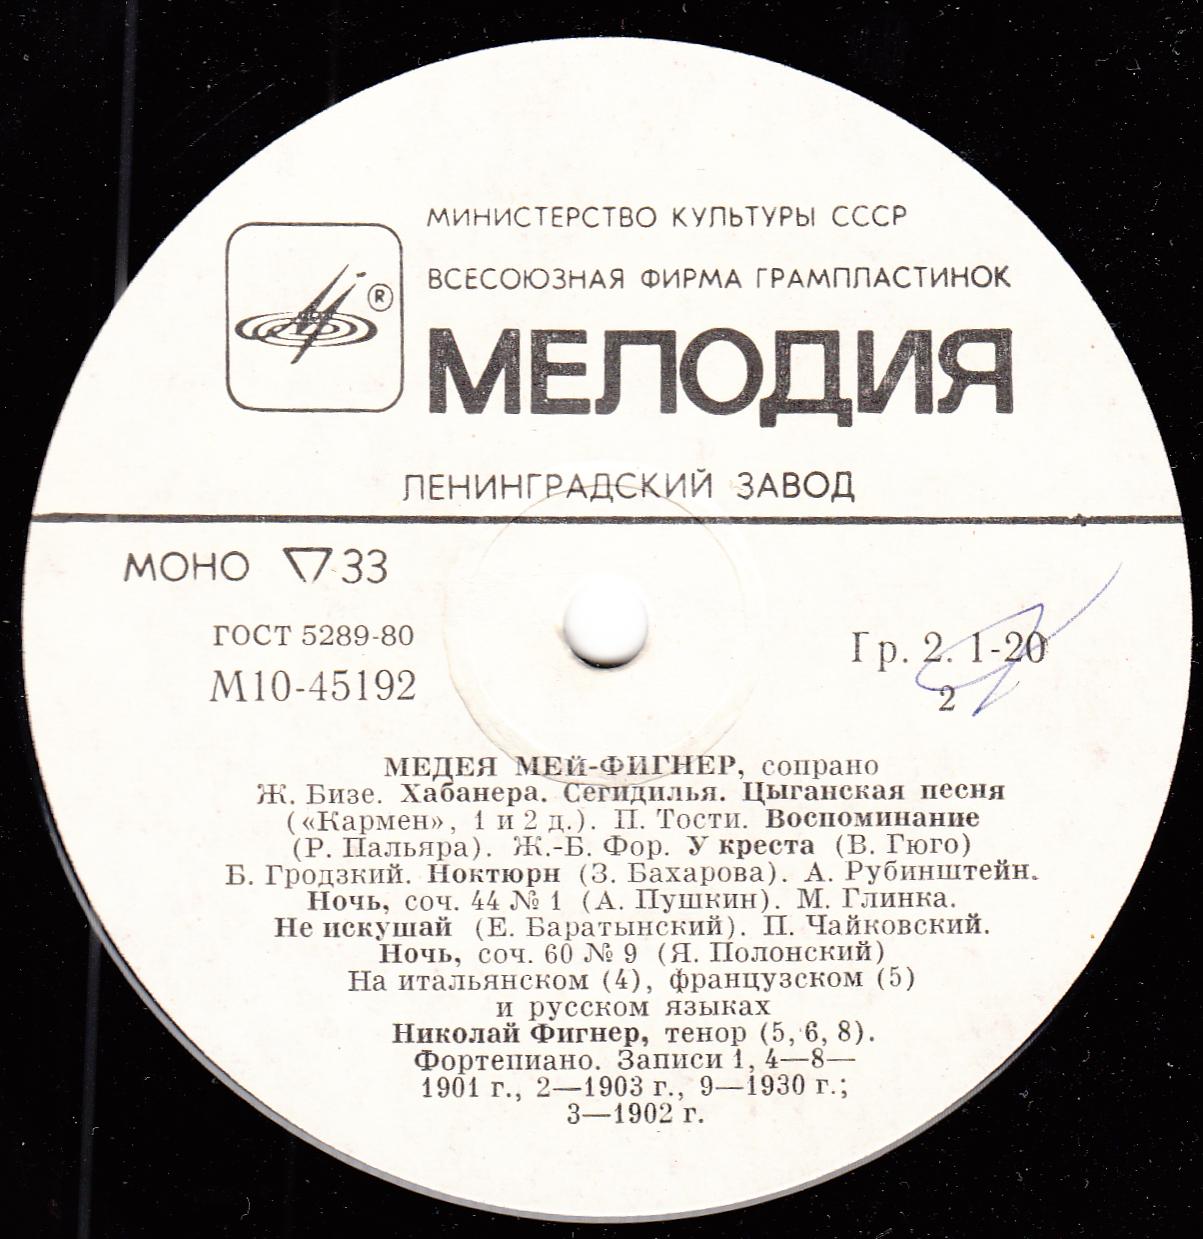 МИНИСТЕРСТВО КУЛЬТУРЫ СССР
ВСЕСОЮЗНАЯ ФИРМА ГРАМПЛАСТИНОК
®
МЕЛОДИЯ
ЛЕНИНГРАДСКИЙ ЗАВОД
МОНО ▽ 33
ГОСТ 5289-80
М10-45192
Гр. 2. 1-20
2
МЕДЕЯ МЕЙ-ФИГНЕР, сопрано
Ж. Бизе. Хабанера. Сегидилья. Цыганская песня
(«Кармен», 1 и 2 д.). П. Тости. Воспоминание
(Р. Пальяра). Ж.-Б. Фор. У креста (В. Гюго)
Б. Гродзкий. Ноктюрн (З. Бахарова). А. Рубинштейн.
Ночь, соч. 44 № 1 (А. Пушкин). М. Глинка.
Не искушай (Е. Баратынский). П. Чайковский.
Ночь, соч. 60 № 9 (Я. Полонский)
На итальянском (4), французском (5)
и русском языках
Николай Фигнер, тенор (5, 6, 8).
Фортепиано. Записи 1, 4—8—
1901 г., 2—1903 г., 9—1930 г.;
3—1902 г.